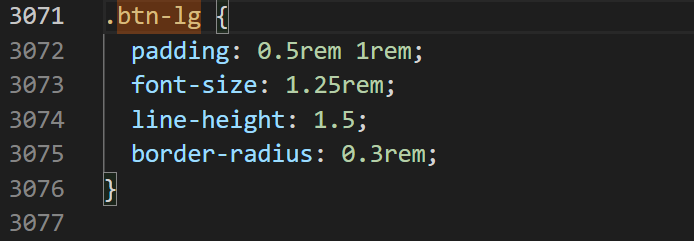 3071 .btn-lg {
3072 padding: 0.5rem 1rem;
3073 font-size: 1.25rem;
3074 line-height: 1.5;
3075 border-radius: 0.3rem;
3076 }
3077